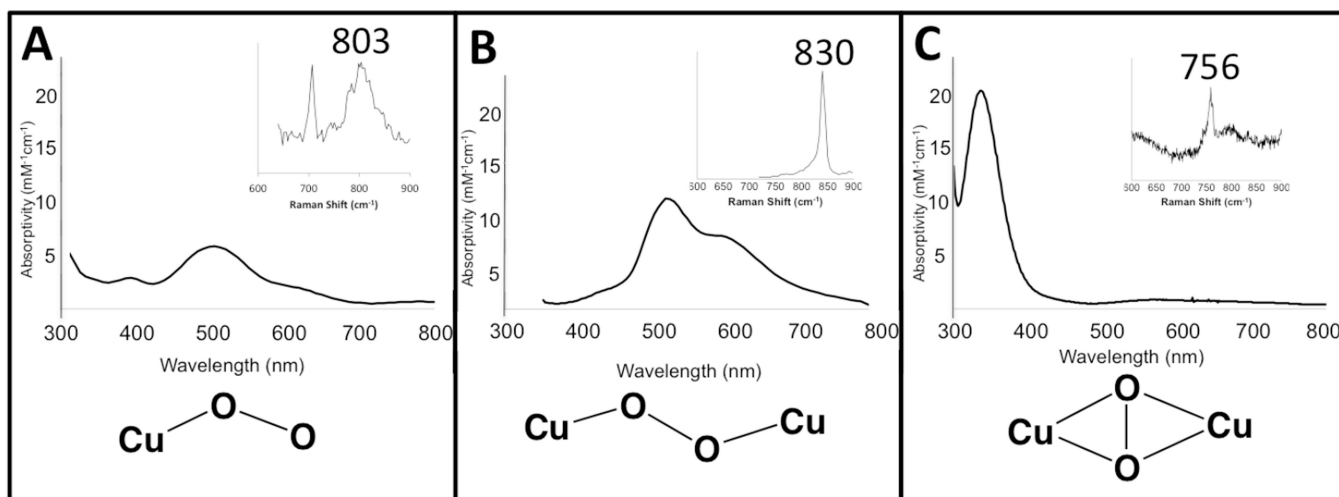 A
803
20
15
10
5
Absorptivity (mM-1cm-1)
600 700 800 900
Raman Shift (cm-1)
300 400 500 600 700 800
Wavelength (nm)
Cu O O
B
830
20
15
10
5
Absorptivity (mM-1cm-1)
600 700 800 850 900
Raman Shift (cm-1)
300 400 500 600 700 800
Wavelength (nm)
Cu O O Cu
C
756
20
15
10
5
Absorptivity (mM-1cm-1)
600 650 700 750 800 850 900
Raman Shift (cm-1)
300 400 500 600 700 800
Wavelength (nm)
O
Cu Cu
O